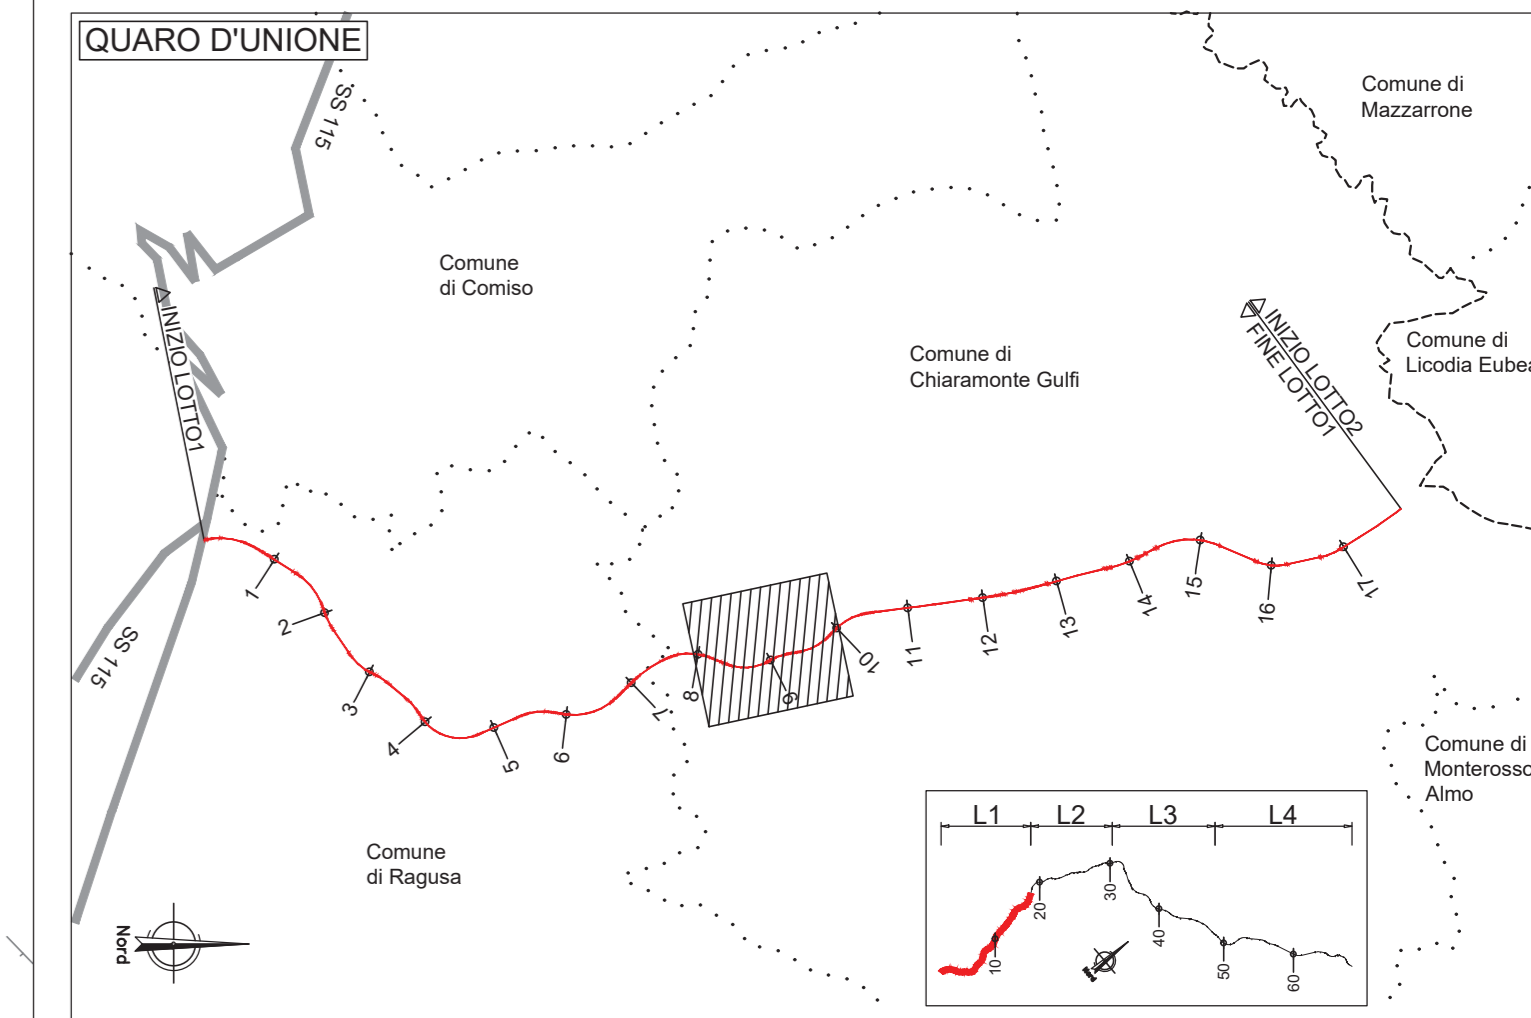 QUARO D'UNIONE
SS 115
Comune di
Mazzarrone
Comune
di Comiso
INIZIO LOTTO1
Comune di
Chiaramonte Gulfi
INIZIO LOTTO2
FINE LOTTO1
Comune di
Licodia Eubea
1
2
3
4
5
6
7
8
9
10
11
12
13
14
15
16
17
SS 115
Comune di
Monterosso
Almo
Comune
di Ragusa
Nord
L1
L2
L3
L4
10
20
30
40
50
60